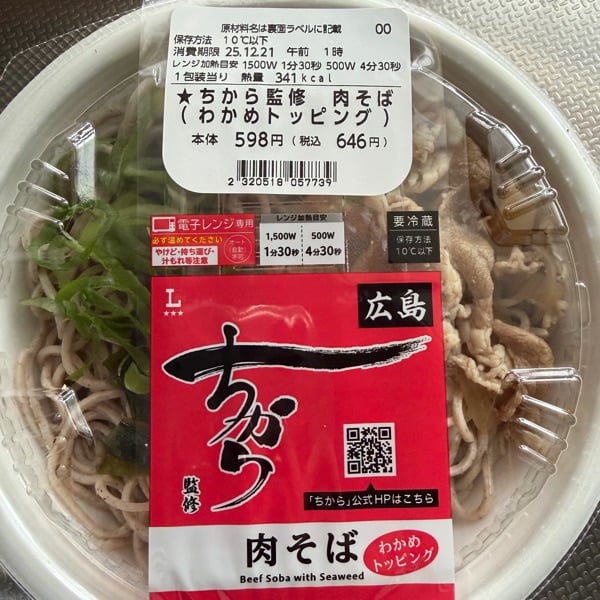 原材料名は裏面ラベルに記載 00
保存方法 10℃以下
消費期限 25.12.21 午前 1時
レンジ加熱目安 1500W 1分30秒 500W 4分30秒
1包装当り 熱量 341kcal
★ちから監修 肉そば
(わかめトッピング)
本体 598円(税込 646円)
2 320518 057739
電子レンジ専用
必ず温めてください
やけど・持ち運び・
汁もれ等注意
オート
(自動)
不可
レンジ加熱目安
1,500W 500W
1分30秒 4分30秒
要冷蔵
保存方法
10℃以下
L
★★★
広島
ちから
監修
「ちから」公式HPはこちら
肉そば
わかめ
トッピング
Beef Soba with Seaweed